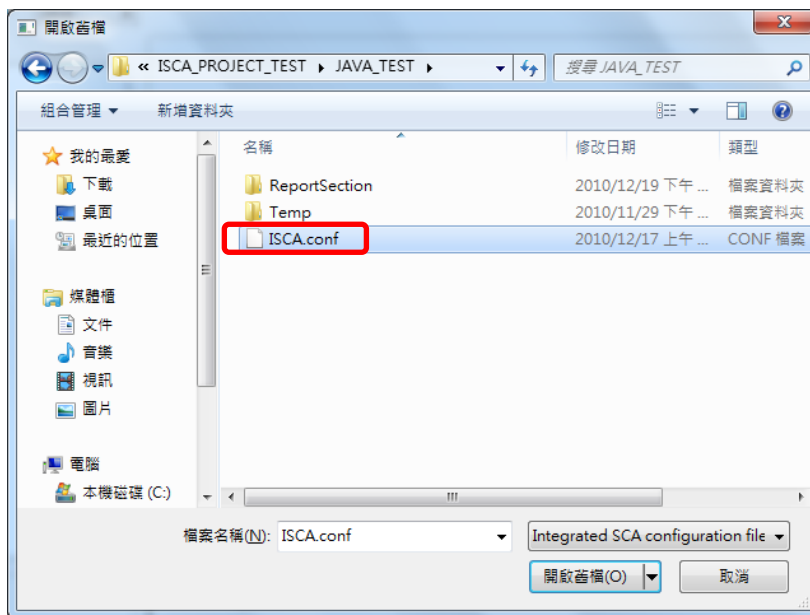 開啟舊檔
« ISCA_PROJECT_TEST ▸ JAVA_TEST ▸ 搜尋 JAVA_TEST
組合管理 ▼ 新增資料夾
名稱 修改日期 類型
我的最愛
下載
桌面
最近的位置
媒體櫃
文件
音樂
視訊
圖片
電腦
本機磁碟 (C:)
ReportSection 2010/12/19 下午 ... 檔案資料夾
Temp 2010/11/29 下午 ... 檔案資料夾
ISCA.conf 2010/12/17 上午 ... CONF 檔案
檔案名稱(N): ISCA.conf Integrated SCA configuration file
開啟舊檔(O) 取消